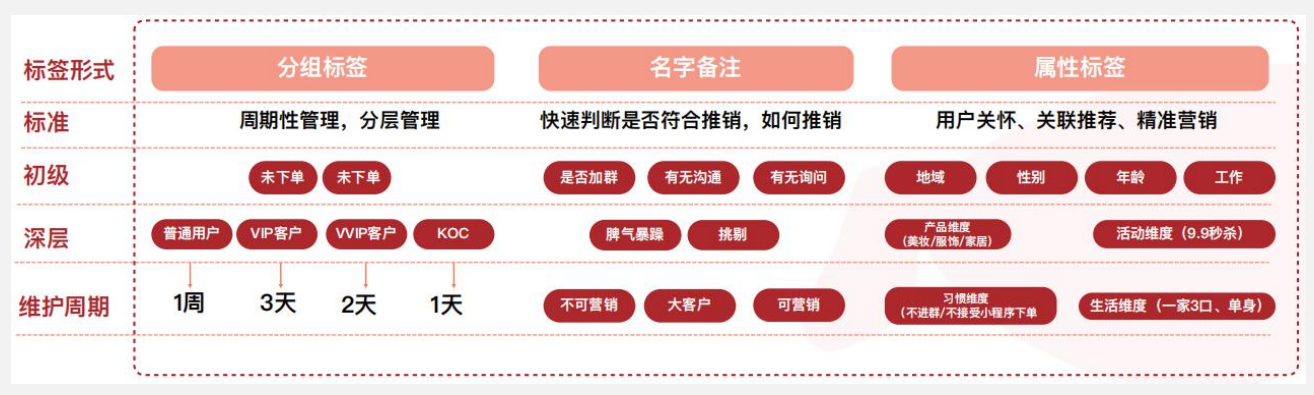 标签形式 分组标签 名字备注 属性标签
标准 周期性管理，分层管理 快速判断是否符合推销，如何推销 用户关怀、关联推荐、精准营销
初级 未下单 未下单 是否加群 有无沟通 有无询问 地域 性别 年龄 工作
深层 普通用户 VIP客户 VVIP客户 KOC 脾气暴躁 挑剔 产品维度 活动维度（9.9秒杀）
(美妆/服饰/家居）
维护周期 1周 3天 2天 1天 不可营销 大客户 可营销 习惯维度 生活维度（一家3口、单身）
(不进群/不接受小程序下单